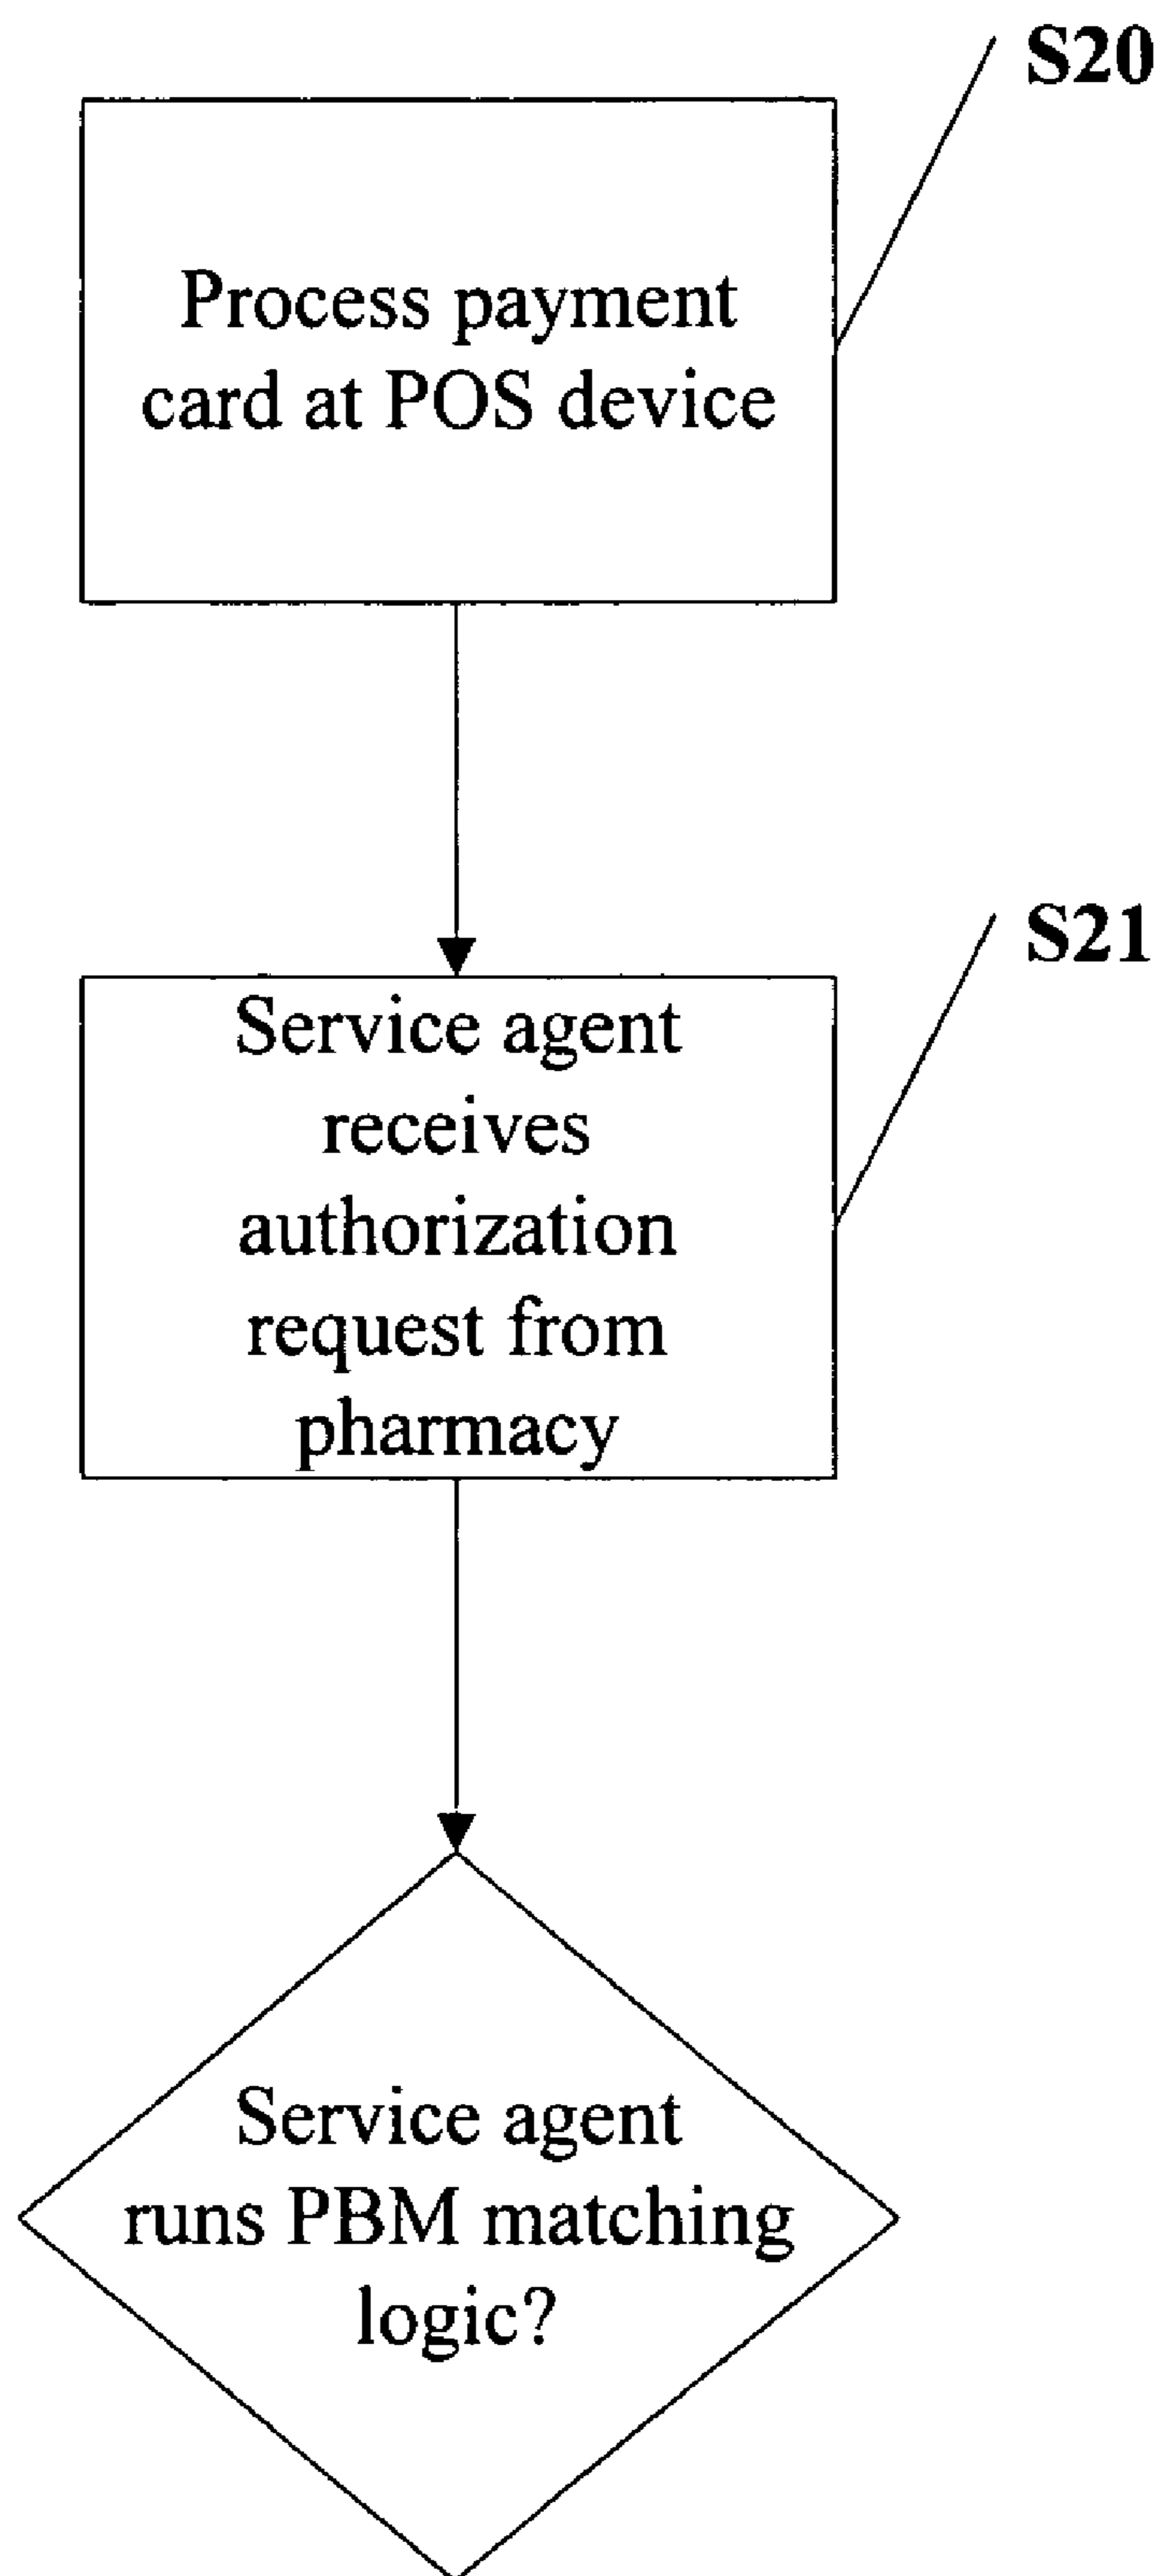 S20
Process payment
card at POS device
S21
Service agent
receives
authorization
request from
pharmacy
Service agent
runs PBM matching
logic?